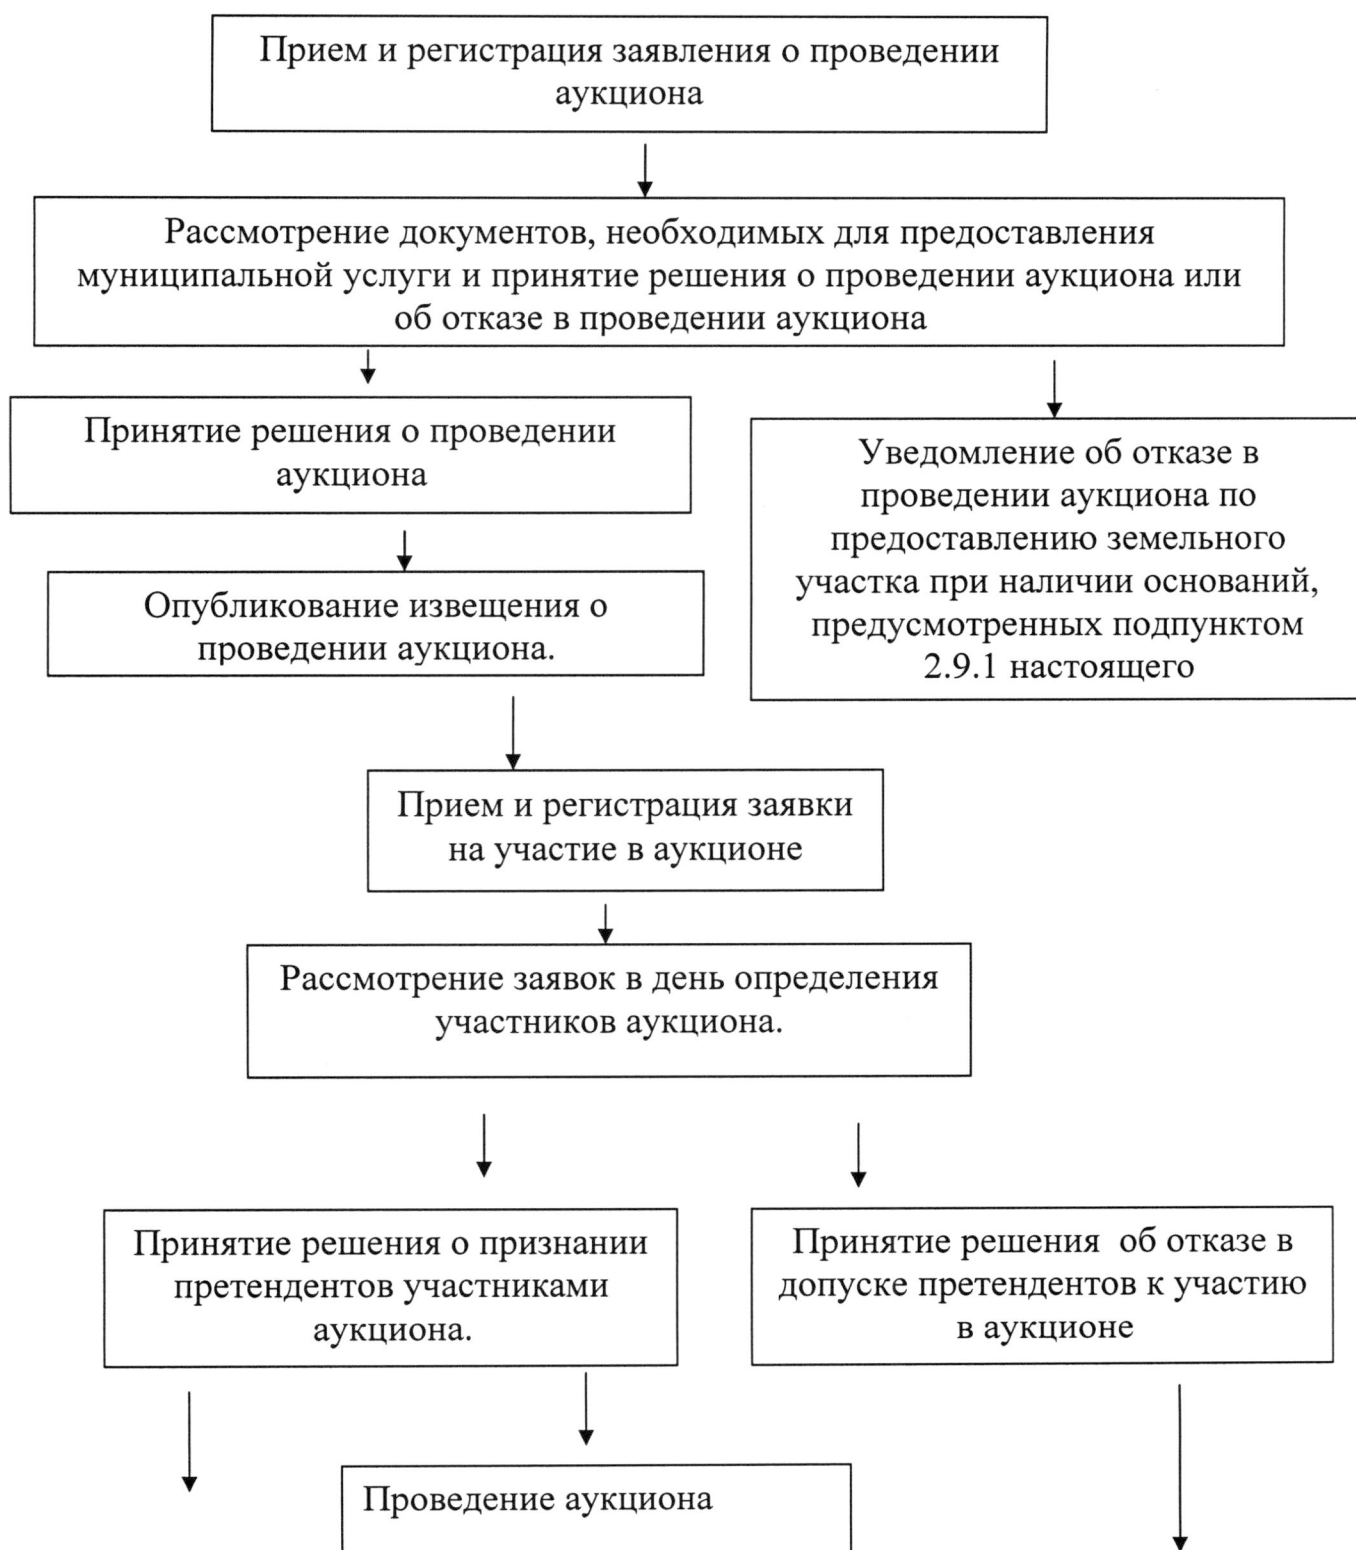 Прием и регистрация заявления о проведении
аукциона
Рассмотрение документов, необходимых для предоставления
муниципальной услуги и принятие решения о проведении аукциона или
об отказе в проведении аукциона
Принятие решения о проведении
аукциона
Уведомление об отказе в
проведении аукциона по
предоставлению земельного
участка при наличии оснований,
предусмотренных подпунктом
2.9.1 настоящего
Опубликование извещения о
проведении аукциона.
Прием и регистрация заявки
на участие в аукционе
Рассмотрение заявок в день определения
участников аукциона.
Принятие решения о признании
претендентов участниками
аукциона.
Принятие решения  об отказе в
допуске претендентов к участию
в аукционе
Проведение аукциона